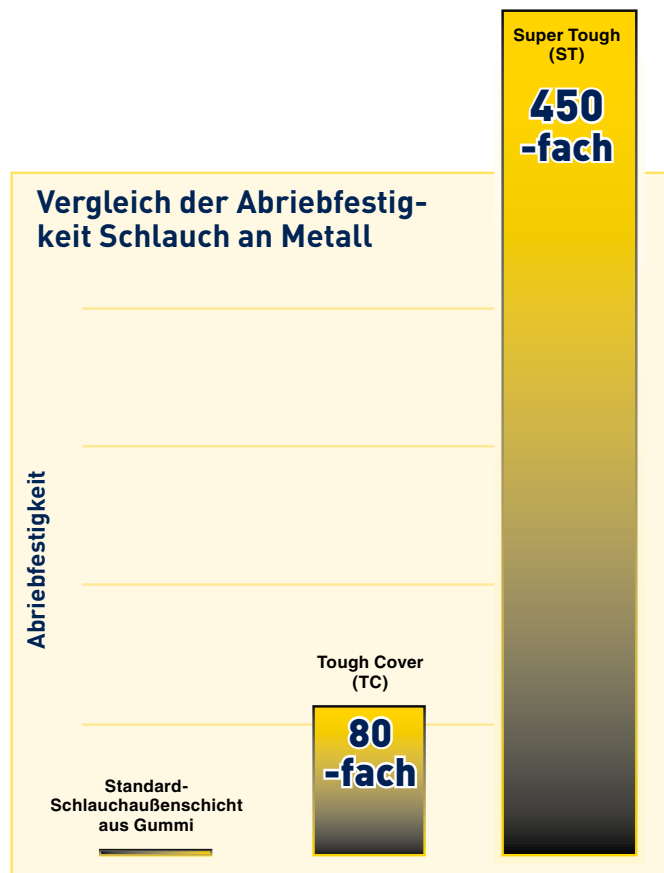 Super Tough
(ST)
450
-fach
Vergleich der Abriebfestig-
keit Schlauch an Metall
Abriebfestigkeit
Tough Cover
(TC)
80
-fach
Standard-
Schlauchaußenschicht
aus Gummi